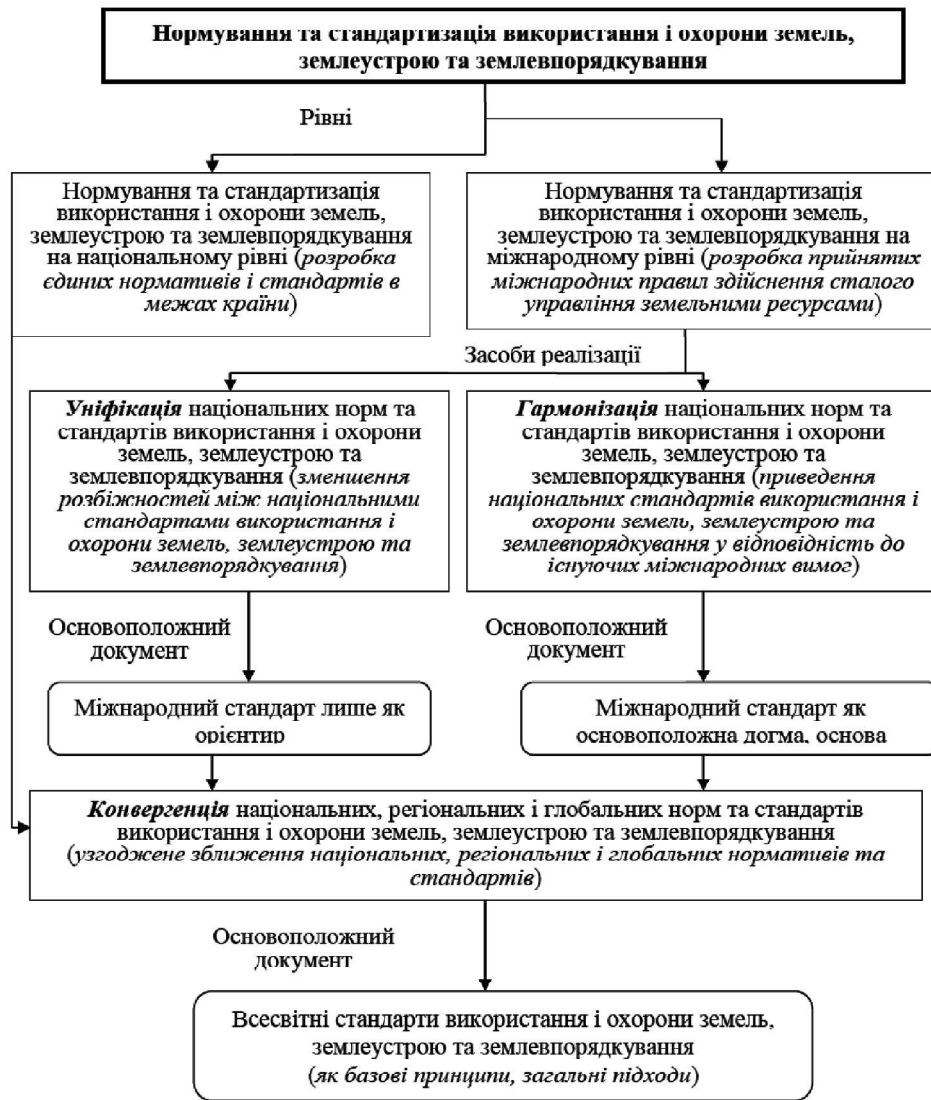 Нормування та стандартизація використання і охорони земель,
землеустрою та землевпорядкування
Рівні
Нормування та стандартизація
використання і охорони земель,
землеустрою та землевпорядкування
на національному рівні (розробка
єдиних нормативів і стандартів в
межах країни)
Нормування та стандартизація
використання і охорони земель,
землеустрою та землевпорядкування на
міжнародному рівні (розробка прийнятих
міжнародних правил здійснення сталого
управління земельними ресурсами)
Засоби реалізації
Уніфікація національних норм та
стандартів використання і охорони
земель, землеустрою та
землевпорядкування (зменшення
розбіжностей між національними
стандартами використання і
охорони земель, землеустрою та
землевпорядкування)
Гармонізація національних норм та
стандартів використання і охорони
земель, землеустрою та
землевпорядкування (приведення
національних стандартів використання і
охорони земель, землеустрою та
землевпорядкування у відповідність до
існуючих міжнародних вимог)
Основоположний
документ
Основоположний
документ
Міжнародний стандарт лише як
орієнтир
Міжнародний стандарт як
основоположна догма, основа
Конвергенція національних, регіональних і глобальних норм та стандартів
використання і охорони земель, землеустрою та землевпорядкування
(узгоджене зближення національних, регіональних і глобальних нормативів та
стандартів)
Основоположний
документ
Всесвітні стандарти використання і охорони земель,
землеустрою та землевпорядкування
(як базові принципи, загальні підходи)